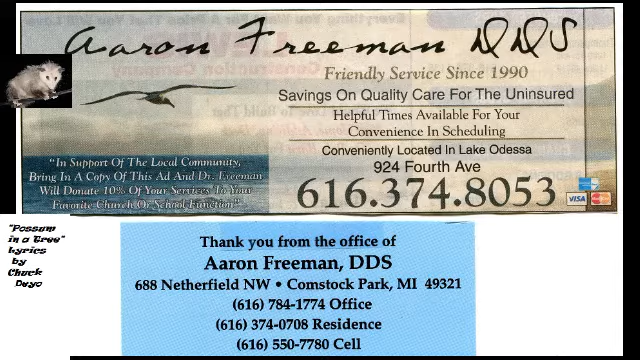 Aaron Freeman DDS
Friendly Service Since 1990
Savings On Quality Care For The Uninsured
Helpful Times Available For Your
Convenience In Scheduling
Conveniently Located In Lake Odessa
924 Fourth Ave
616.374.8053
VISA
"In Support Of The Local Community,
Bring In A Copy Of This Ad And Dr. Freeman
Will Donate 10% Of Your Services To Your
Favorite Church Or School Function"
"Possum
in a Tree"
Lyrics
by
Chuck
Dayo
Thank you from the office of
Aaron Freeman, DDS
688 Netherfield NW • Comstock Park, MI 49321
(616) 784-1774 Office
(616) 374-0708 Residence
(616) 550-7780 Cell